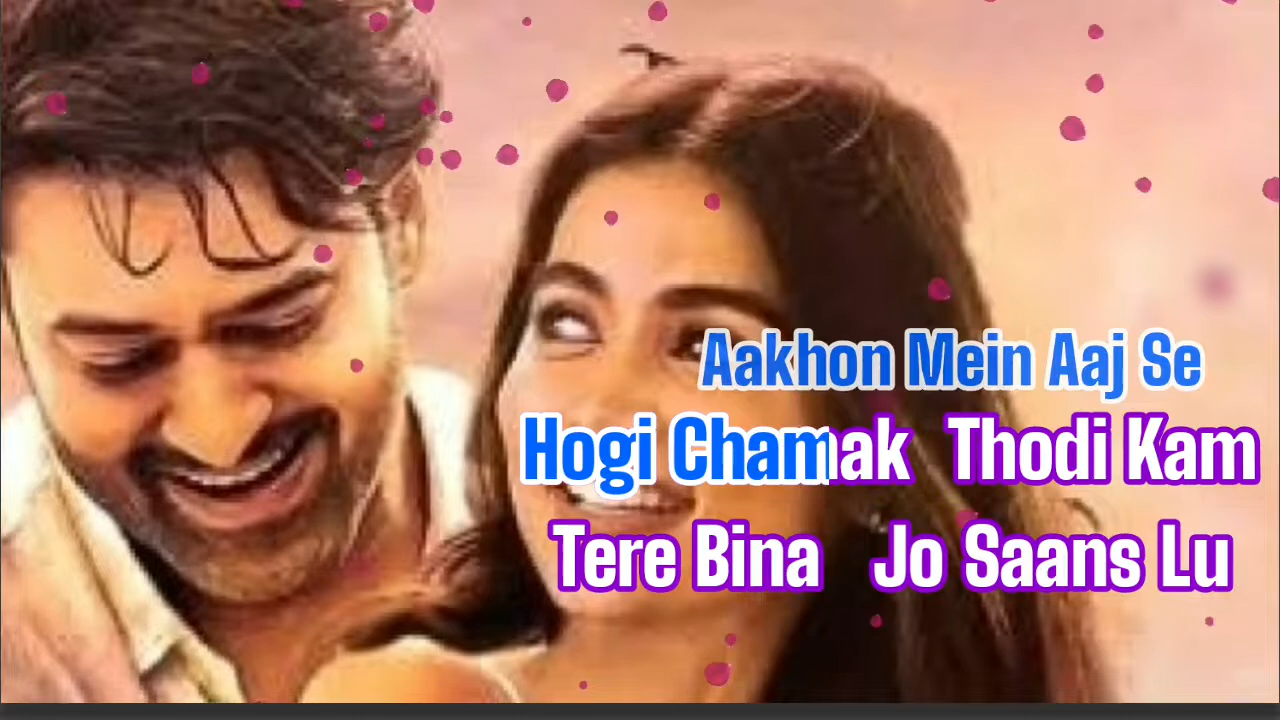 Aakhon Mein Aaj Se
Hogi Chamak Thodi Kam
Tere Bina Jo Saans Lu